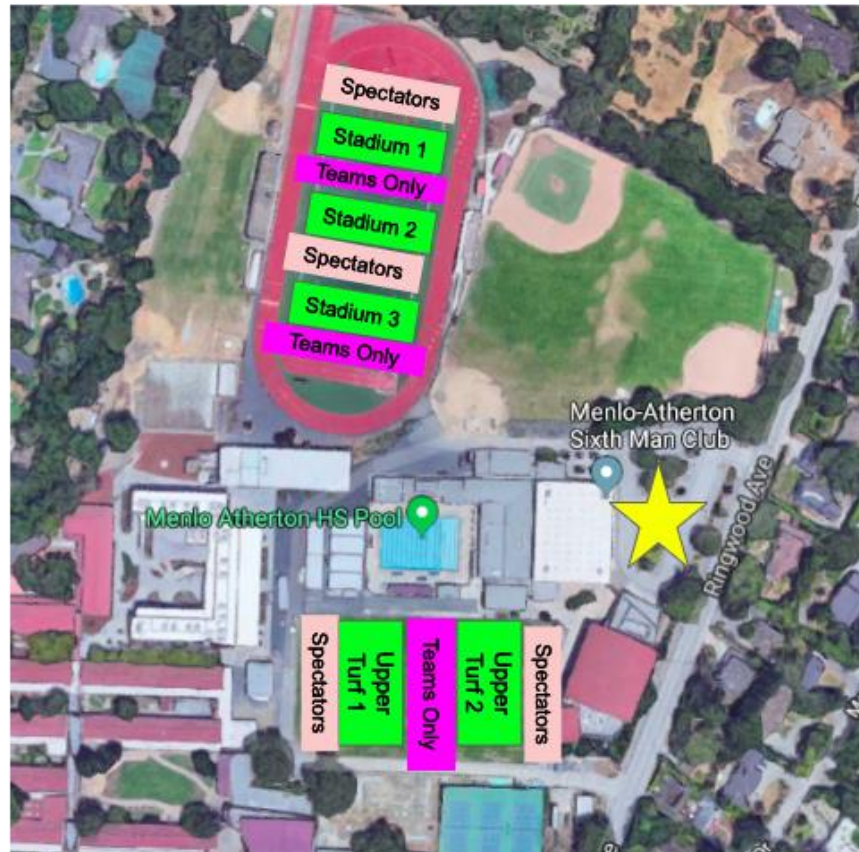 Spectators
Stadium 1
Teams Only
Stadium 2
Spectators
Stadium 3
Teams Only
Menlo-Atherton
Sixth Man Club
Menlo Atherton HS Pool
Ringwood Ave
Spectators
Upper
Turf 1
Teams Only
Upper
Turf 2
Spectators